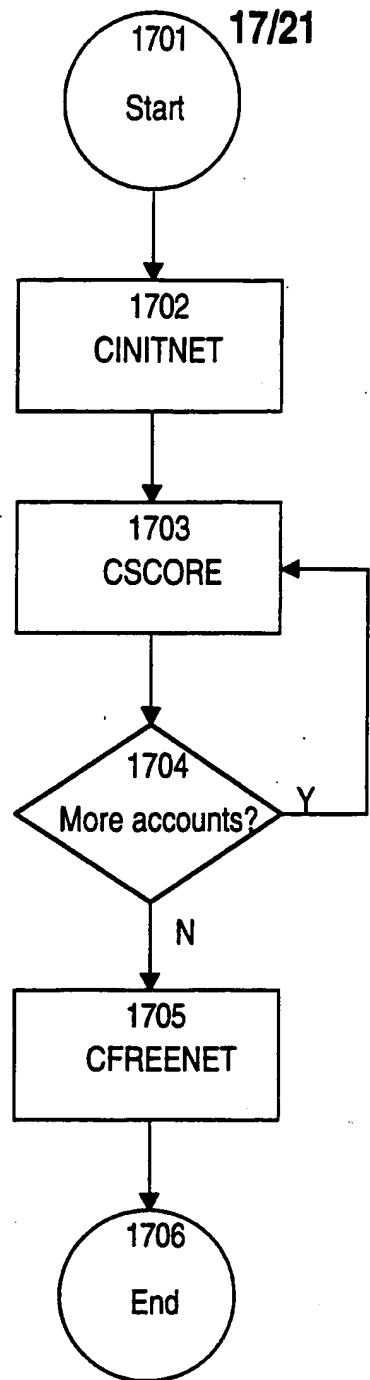 17/21
1701
Start
1702
CINITNET
1703
CSCORE
1704
More accounts?
Y
N
1705
CFREENET
1706
End